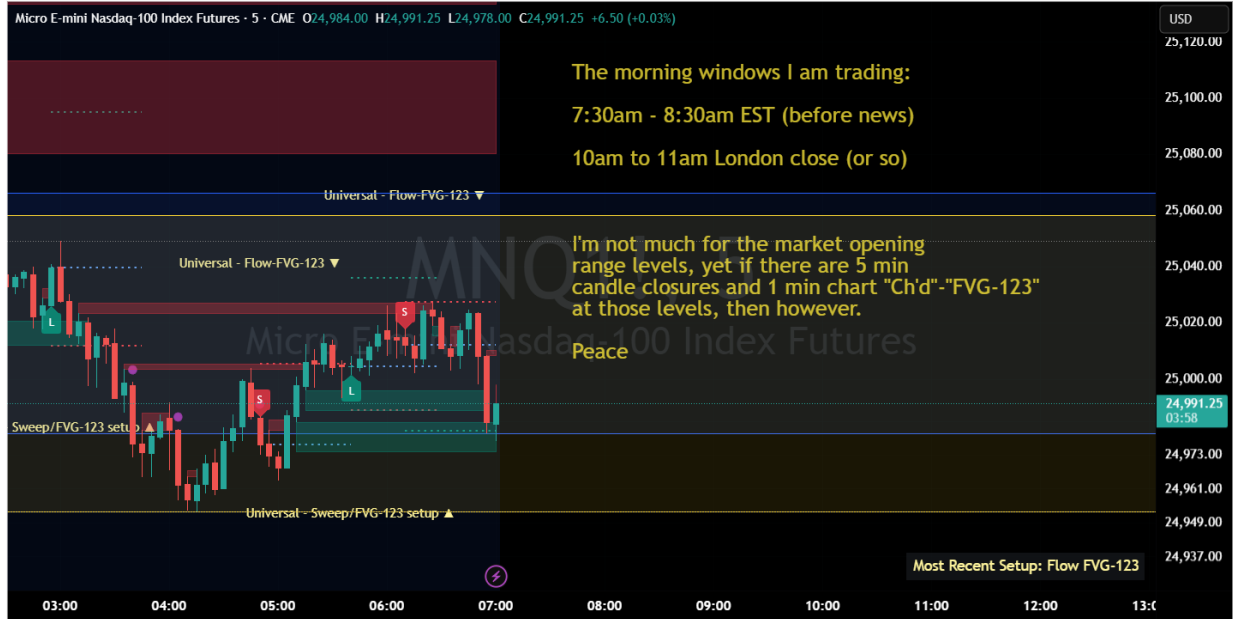 Micro E-mini Nasdaq-100 Index Futures · 5 · CME O24,984.00 H24,991.25 L24,978.00 C24,991.25 +6.50 (+0.03%)
USD
25,120.00
The morning windows I am trading:
25,100.00
7:30am - 8:30am EST (before news)
10am to 11am London close (or so)
25,080.00
Universal - Flow-FVG-123 ▼
25,060.00
I'm not much for the market opening
range levels, yet if there are 5 min
candle closures and 1 min chart "Ch'd"-"FVG-123"
at those levels, then however.
Peace
Universal - Flow-FVG-123 ▼
25,040.00
MNQ1!, 5
Micro E-mini Nasdaq-100 Index Futures
L
S
25,020.00
25,000.00
S
L
24,991.25
03:58
Sweep/FVG-123 setup ▲
24,973.00
24,961.00
Universal - Sweep/FVG-123 setup ▲
24,949.00
24,937.00
Most Recent Setup: Flow FVG-123
03:00 04:00 05:00 06:00 07:00 08:00 09:00 10:00 11:00 12:00